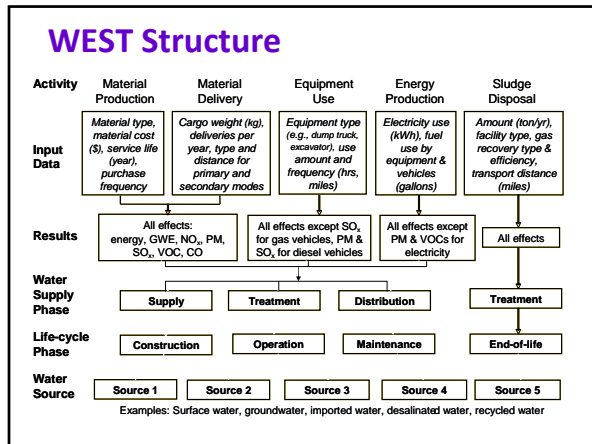 WEST Structure
Activity
Material
Production
Material
Delivery
Equipment
Use
Energy
Production
Sludge
Disposal
Input
Data
Material type,
material cost
($), service life
(year),
purchase
frequency
Cargo weight (kg),
deliveries per
year, type and
distance for
primary and
secondary modes
Equipment type
(e.g., dump truck,
excavator), use
amount and
frequency (hrs,
miles)
Electricity use
(kWh), fuel
use by
equipment &
vehicles
(gallons)
Amount (ton/yr),
facility type, gas
recovery type &
efficiency,
transport distance
(miles)
Results
All effects:
energy, GWE, NOx, PM,
SOx, VOC, CO
All effects except SOx
for gas vehicles, PM &
SOx for diesel vehicles
All effects except
PM & VOCs for
electricity
All effects
Water
Supply
Phase
Supply
Treatment
Distribution
Treatment
Life-cycle
Phase
Construction
Operation
Maintenance
End-of-life
Water
Source
Source 1
Source 2
Source 3
Source 4
Source 5
Examples: Surface water, groundwater, imported water, desalinated water, recycled water